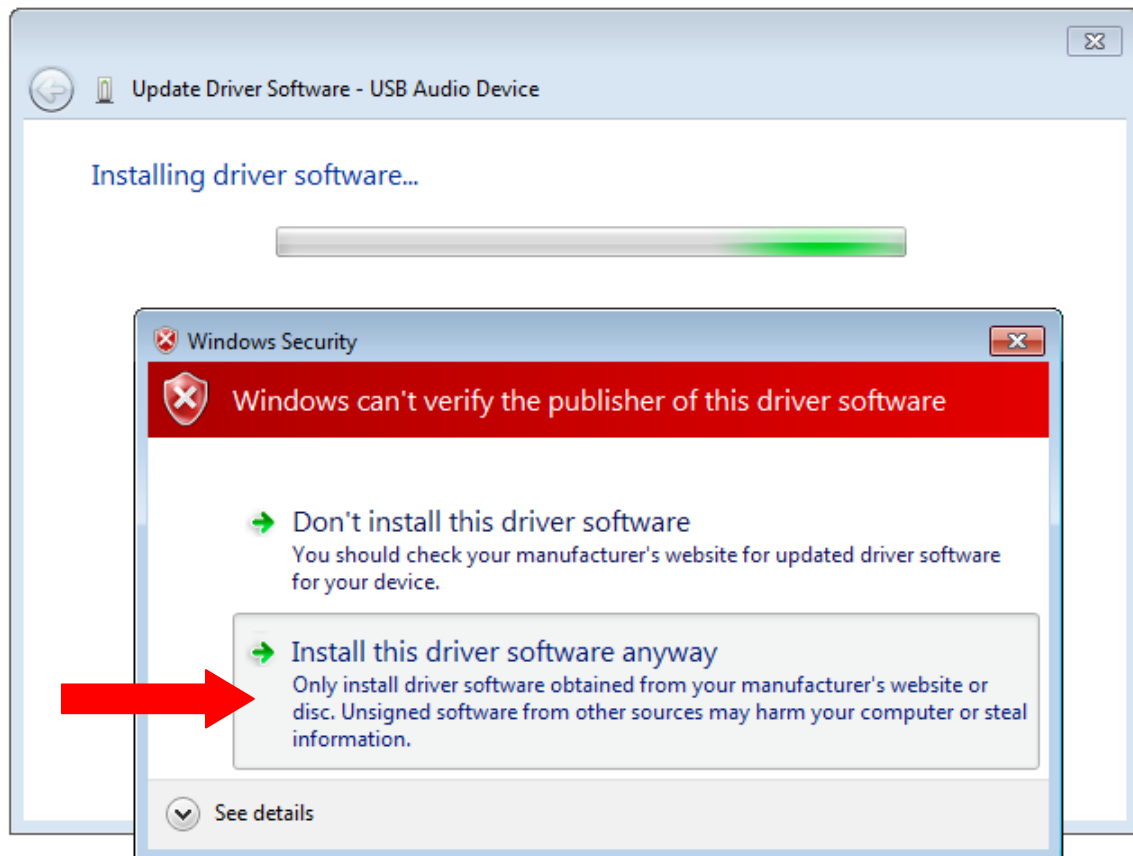 Update Driver Software - USB Audio Device
Installing driver software...
Windows Security
Windows can't verify the publisher of this driver software
Don't install this driver software
You should check your manufacturer's website for updated driver software
for your device.
Install this driver software anyway
Only install driver software obtained from your manufacturer's website or
disc. Unsigned software from other sources may harm your computer or steal
information.
See details